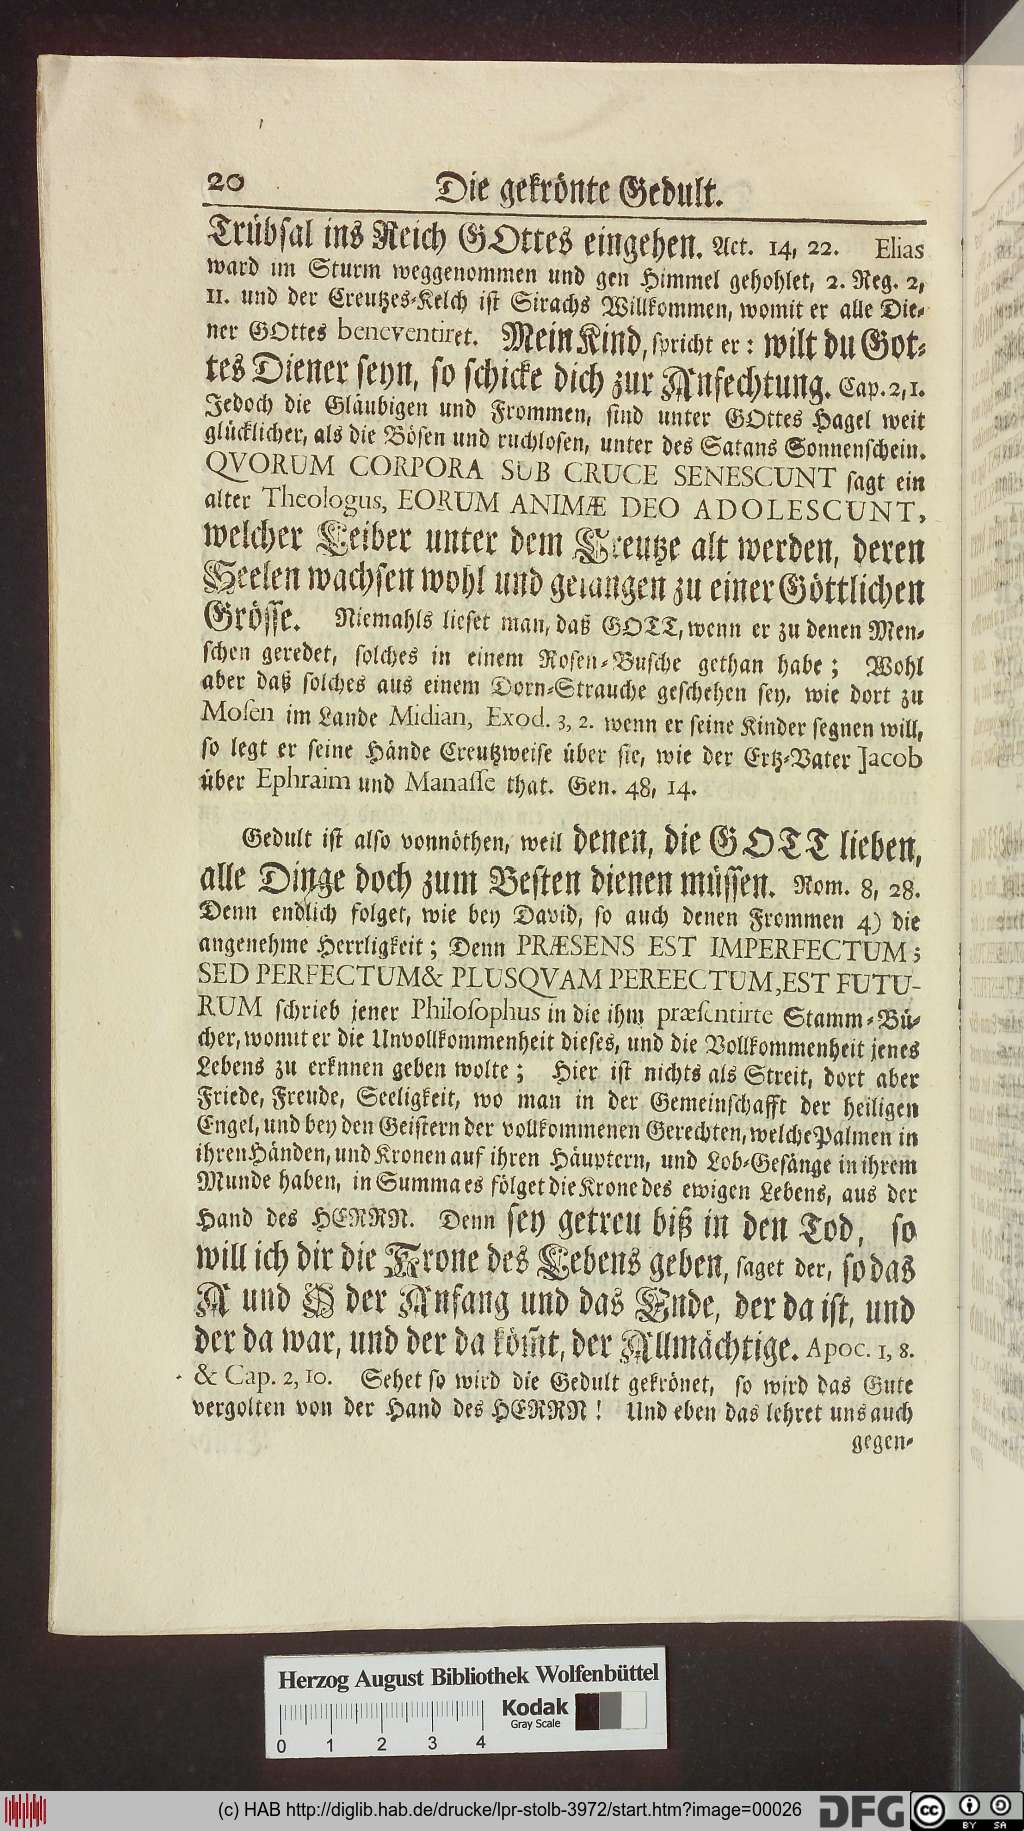 20 Die gekrönte Gedult.
Trübsal ins Reich GOttes eingehen. Act. 14, 22. Elias
ward im Sturm weggenommen und gen Himmel gehohlet, 2. Reg. 2,
11. und der Creutzes-Kelch ist Sirachs Willkommen, womit er alle Die-
ner GOttes beneventiret. Mein Kind, spricht er: wilt du Got-
tes Diener seyn, so schicke dich zur Anfechtung. Cap. 2, 1.
Jedoch die Gläubigen und Frommen, sind unter GOttes Hagel weit
glücklicher, als die Bösen und ruchlosen, unter des Satans Sonnenschein.
QVORUM CORPORA SUB CRUCE SENESCUNT sagt ein
alter Theologus, EORUM ANIMÆ DEO ADOLESCUNT,
welcher Leiber unter dem Creutze alt werden, deren
Seelen wachsen wohl und gelangen zu einer Göttlichen
Grösse. Niemahls lieset man, daß GOTT, wenn er zu denen Men-
schen geredet, solches in einem Rosen-Busche gethan habe; Wohl
aber daß solches aus einem Dorn-Strauche geschehen sey, wie dort zu
Mosen im Lande Midian, Exod. 3, 2. wenn er seine Kinder segnen will,
so legt er seine Hände Creutzweise über sie, wie der Ertz-Vater Jacob
über Ephraim und Manasse that. Gen. 48, 14.
Gedult ist also vonnöthen, weil denen, die GOTT lieben,
alle Dinge doch zum Besten dienen müssen. Rom. 8, 28.
Denn endlich folget, wie bey David, so auch denen Frommen 4) die
angenehme Herrligkeit; Denn PRÆSENS EST IMPERFECTUM;
SED PERFECTUM & PLUSQVAM PEREECTUM, EST FUTU-
RUM schrieb jener Philosophus in die ihm præsentirte Stamm-Bü-
cher, womit er die Unvollkommenheit dieses, und die Vollkommenheit jenes
Lebens zu erknnen geben wolte; Hier ist nichts als Streit, dort aber
Friede, Freude, Seeligkeit, wo man in der Gemeinschafft der heiligen
Engel, und bey den Geistern der vollkommenen Gerechten, welche Palmen in
ihren Händen, und Kronen auf ihren Häuptern, und Lob-Gesänge in ihrem
Munde haben, in Summa es fölget die Krone des ewigen Lebens, aus der
Hand des HERRN. Denn sey getreu biß in den Tod, so
will ich dir die Krone des Lebens geben, saget der, so das
A und O der Anfang und das Ende, der da ist, und
der da war, und der da köm̃t, der Allmächtige. Apoc. 1, 8.
& Cap. 2, 10. Sehet so wird die Gedult gekrönet, so wird das Gute
vergolten von der Hand des HERRN! Und eben das lehret uns auch
gegen-
Herzog August Bibliothek Wolfenbüttel
Kodak
Gray Scale
0 1 2 3 4
(c) HAB http://diglib.hab.de/drucke/lpr-stolb-3972/start.htm?image=00026 DFG cc BY SA